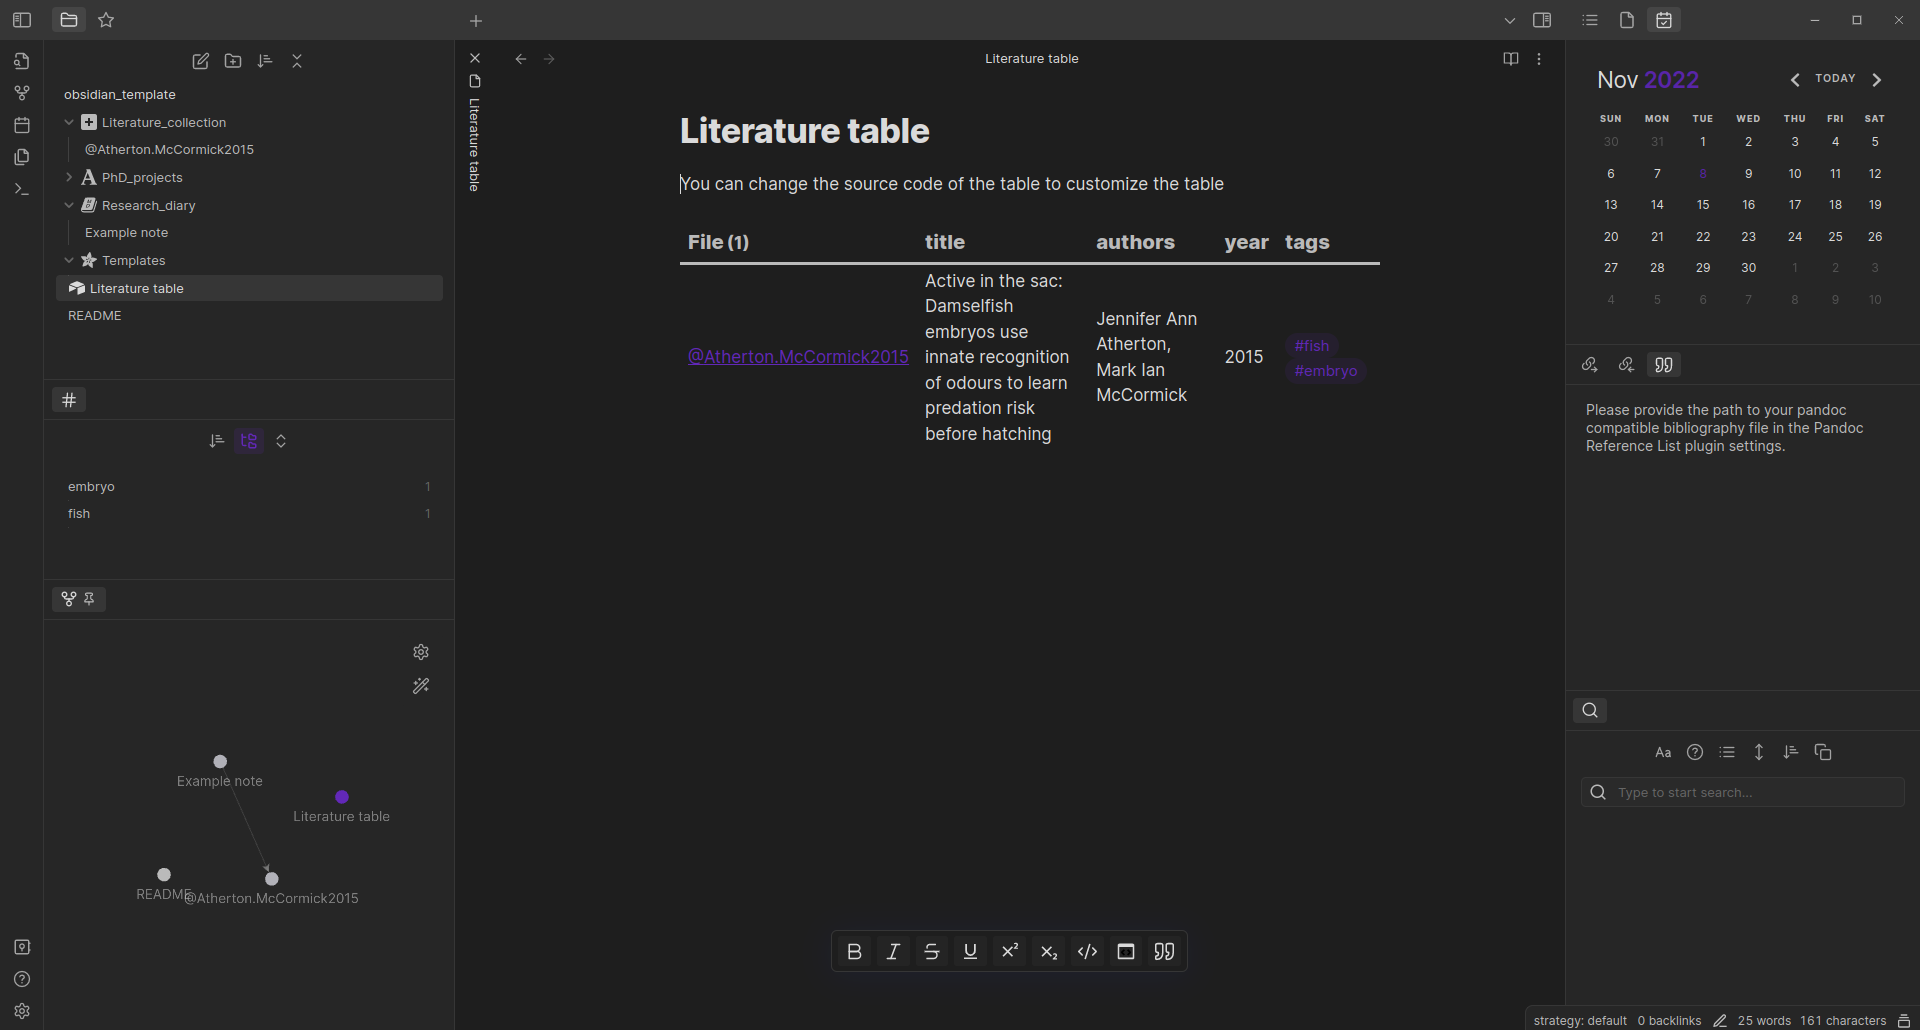 obsidian_template
Literature_collection
@Atherton.McCormick2015
PhD_projects
Research_diary
Example note
Templates
Literature table
README
#
embryo 1
fish 1
Example note
Literature table
README
@Atherton.McCormick2015
Literature table
Literature table
Literature table
You can change the source code of the table to customize the table
File (1) title authors year tags
@Atherton.McCormick2015
Active in the sac:
Damselfish
embryos use
innate recognition
of odours to learn
predation risk
before hatching
Jennifer Ann
Atherton,
Mark Ian
McCormick
2015
#fish
#embryo
B I S U X² X₂ </>
Nov 2022 TODAY
SUN MON TUE WED THU FRI SAT
30 31 1 2 3 4 5
6 7 8 9 10 11 12
13 14 15 16 17 18 19
20 21 22 23 24 25 26
27 28 29 30 1 2 3
4 5 6 7 8 9 10
Please provide the path to your pandoc
compatible bibliography file in the Pandoc
Reference List plugin settings.
Aa
Type to start search...
strategy: default 0 backlinks 25 words 161 characters